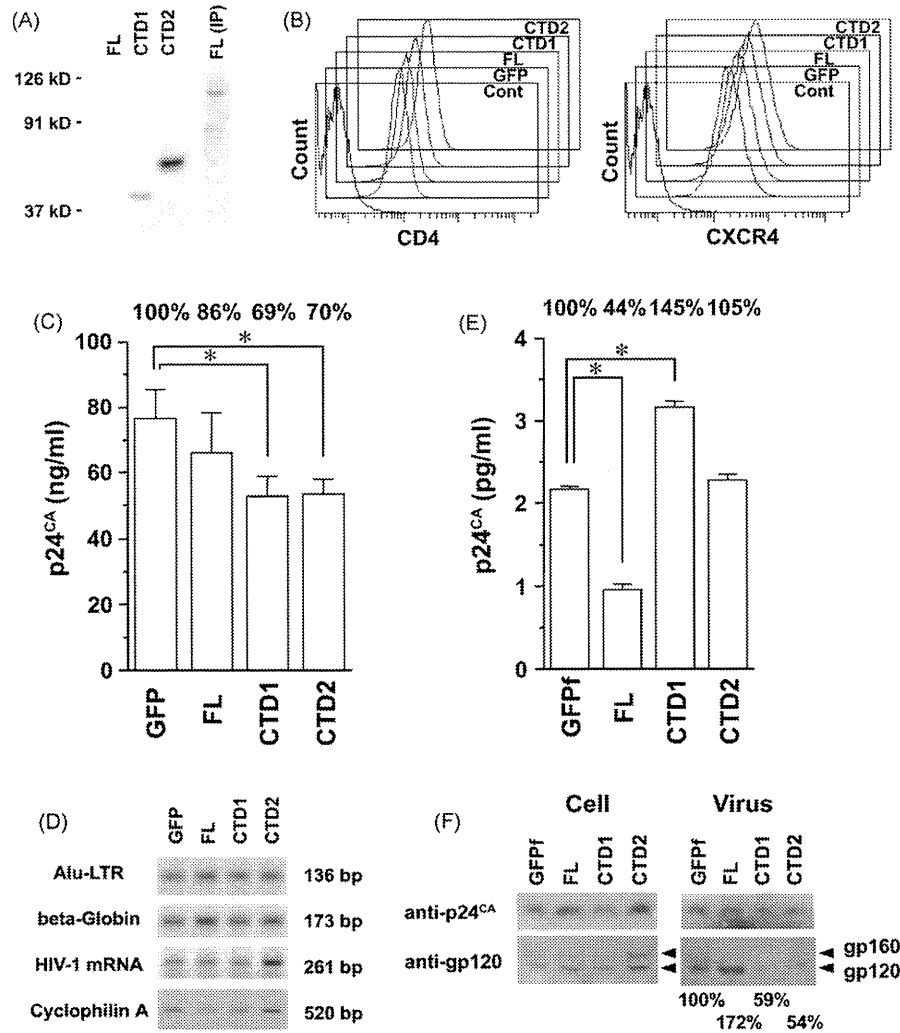 (A)
FL
CTD1
CTD2
FL (IP)
126 kD -
91 kD -
37 kD -
(B)
Count
CTD2
CTD1
FL
GFP
Cont
CD4
Count
CTD2
CTD1
FL
GFP
Cont
CXCR4
(C)
100% 86% 69% 70%
p24CA (ng/ml)
100
80
60
40
20
0
*
*
GFP
FL
CTD1
CTD2
(E)
100% 44% 145% 105%
p24CA (pg/ml)
4
3
2
1
0
*
*
GFPf
FL
CTD1
CTD2
(D)
GFP
FL
CTD1
CTD2
Alu-LTR 136 bp
beta-Globin 173 bp
HIV-1 mRNA 261 bp
Cyclophilin A 520 bp
(F)
Cell
Virus
GFPf
FL
CTD1
CTD2
GFPf
FL
CTD1
CTD2
anti-p24CA
anti-gp120
gp160
gp120
100% 59%
172% 54%